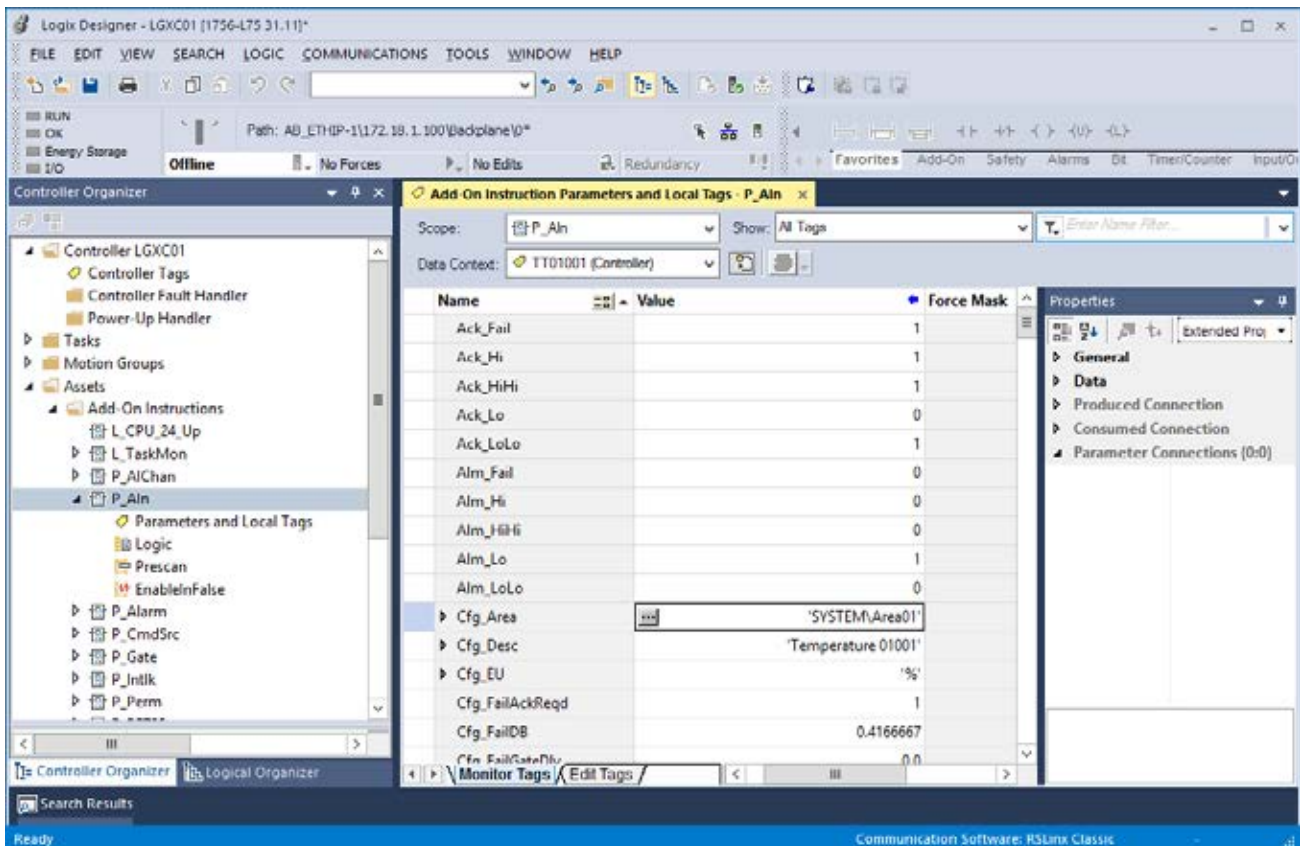 Logix Designer - LGXC01 [1756-L75 31.11]*
FILE EDIT VIEW SEARCH LOGIC COMMUNICATIONS TOOLS WINDOW HELP
RUN
OK
Energy Storage
I/O
Path: AB_ETHIP-1\172.18.1.100\Backplane\0*
Offline No Forces No Edits Redundancy
Favorites Add-On Safety Alarms Bit Timer/Counter Input/O
Controller Organizer
Controller LGXC01
Controller Tags
Controller Fault Handler
Power-Up Handler
Tasks
Motion Groups
Assets
Add-On Instructions
L_CPU_24_Up
L_TaskMon
P_AIChan
P_AIn
Parameters and Local Tags
Logic
Prescan
EnableInFalse
P_Alarm
P_CmdSrc
P_Gate
P_Intlk
P_Perm
Controller Organizer Logical Organizer
Add-On Instruction Parameters and Local Tags - P_AIn
Scope: P_AIn Show: All Tags Enter Name Filter...
Data Context: TT01001 (Controller)
Name Value Force Mask
Ack_Fail 1
Ack_Hi 1
Ack_HiHi 1
Ack_Lo 0
Ack_LoLo 1
Alm_Fail 0
Alm_Hi 0
Alm_HiHi 0
Alm_Lo 1
Alm_LoLo 0
Cfg_Area 'SYSTEM\Area01'
Cfg_Desc 'Temperature 01001'
Cfg_EU '%'
Cfg_FailAckReqd 1
Cfg_FailDB 0.4166667
Cfg_FailGateDly 0.0
Monitor Tags Edit Tags
Properties
Extended Pro
General
Data
Produced Connection
Consumed Connection
Parameter Connections {0:0}
Search Results
Ready Communication Software: RSLinx Classic